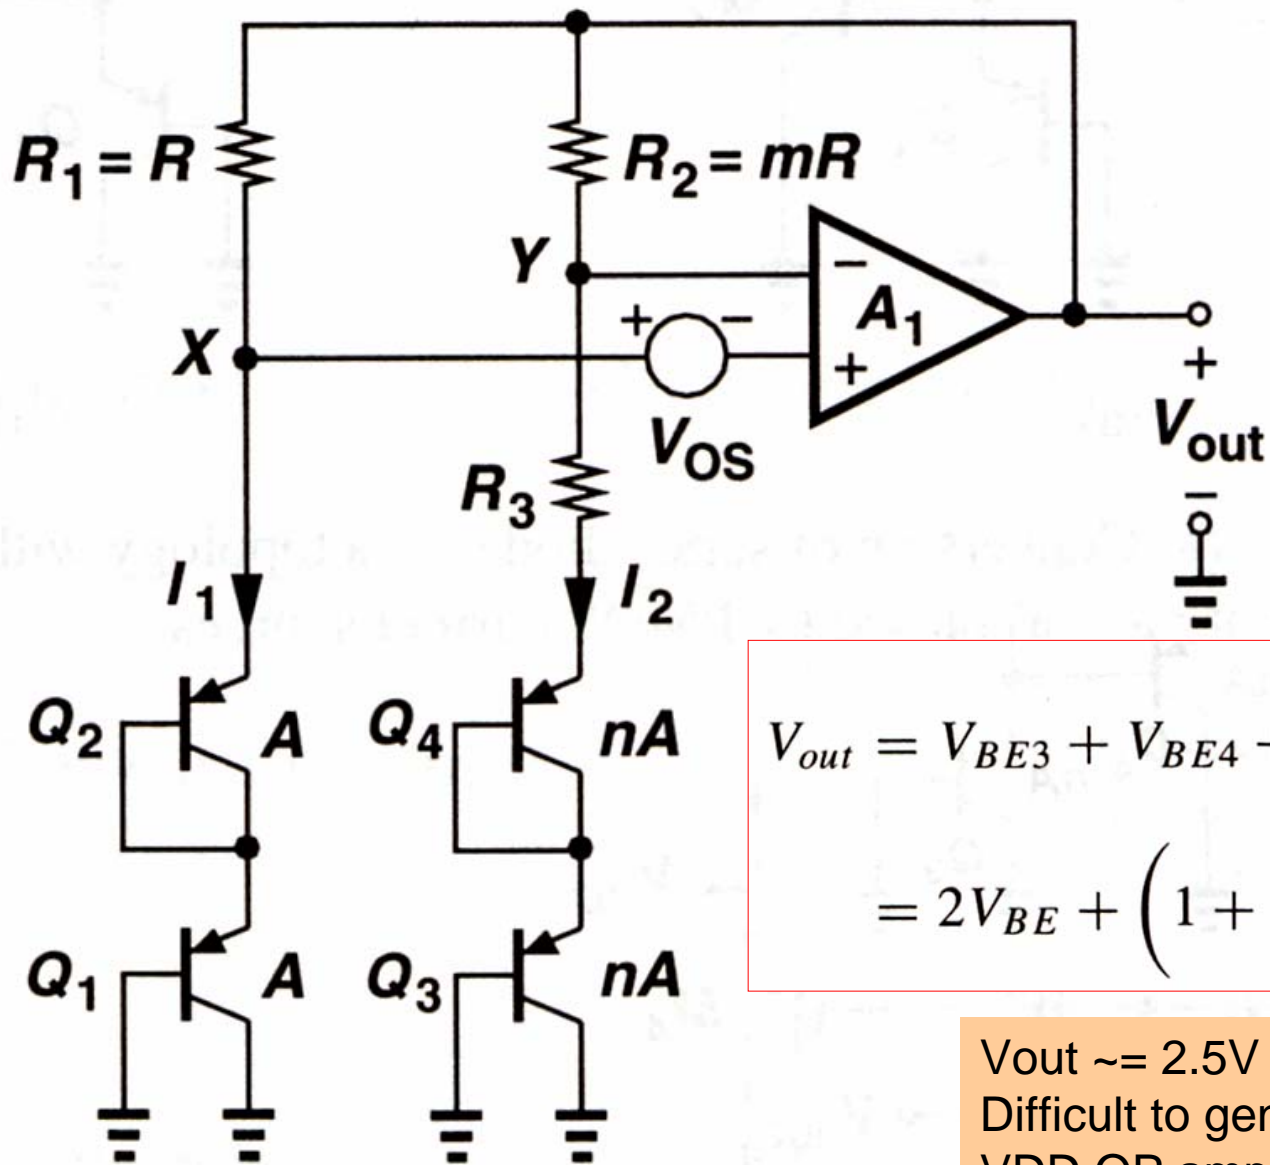 R1 = R
R2 = mR
Y
X
+
−
−
A1
+
VOS
+
Vout
−
R3
I1
I2
Q2
A
Q4
nA
Q1
A
Q3
nA
Vout = VBE3 + VBE4
= 2VBE + (1 +
Vout ~= 2.5V
Difficult to